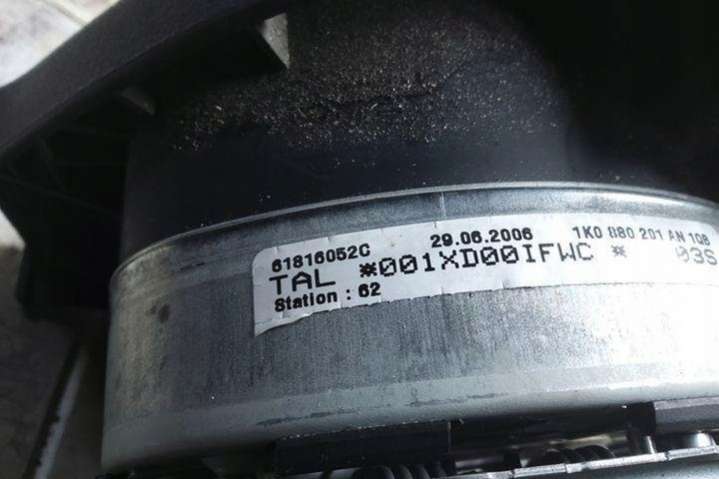 61816052C 29.06.2006 1K0 880 201 AN 1QB
TAL *001XD00IFWC * 03S
Station : 62